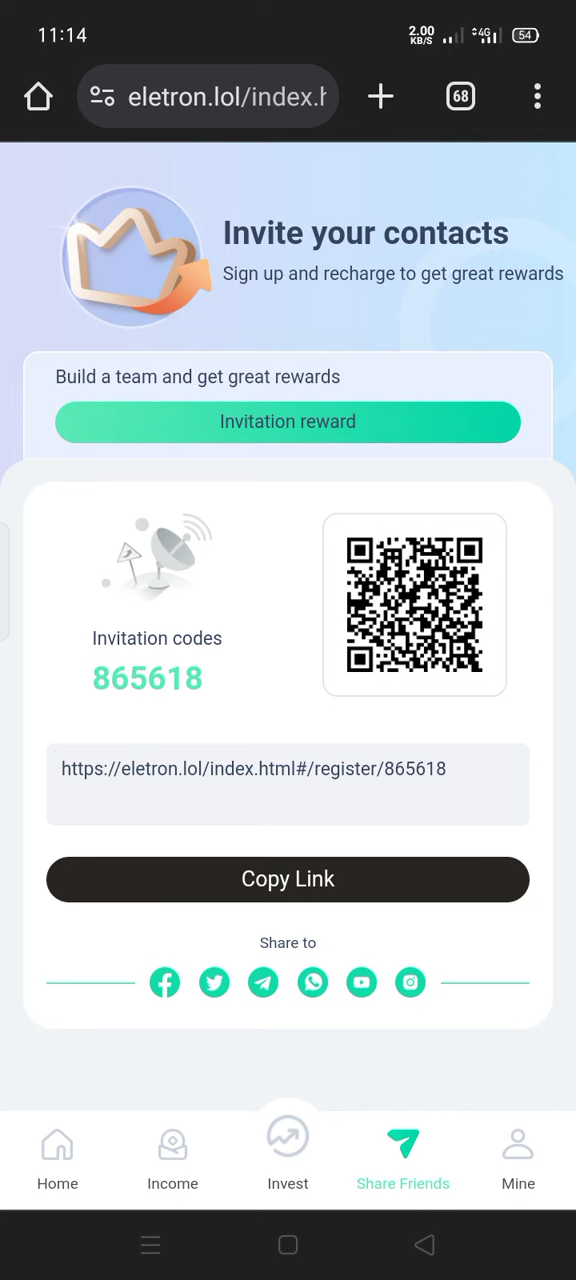 11:14
2.00
KB/S
4G
54
eletron.lol/index.h
68
Invite your contacts
Sign up and recharge to get great rewards
Build a team and get great rewards
Invitation reward
Invitation codes
865618
https://eletron.lol/index.html#/register/865618
Copy Link
Share to
Home
Income
Invest
Share Friends
Mine